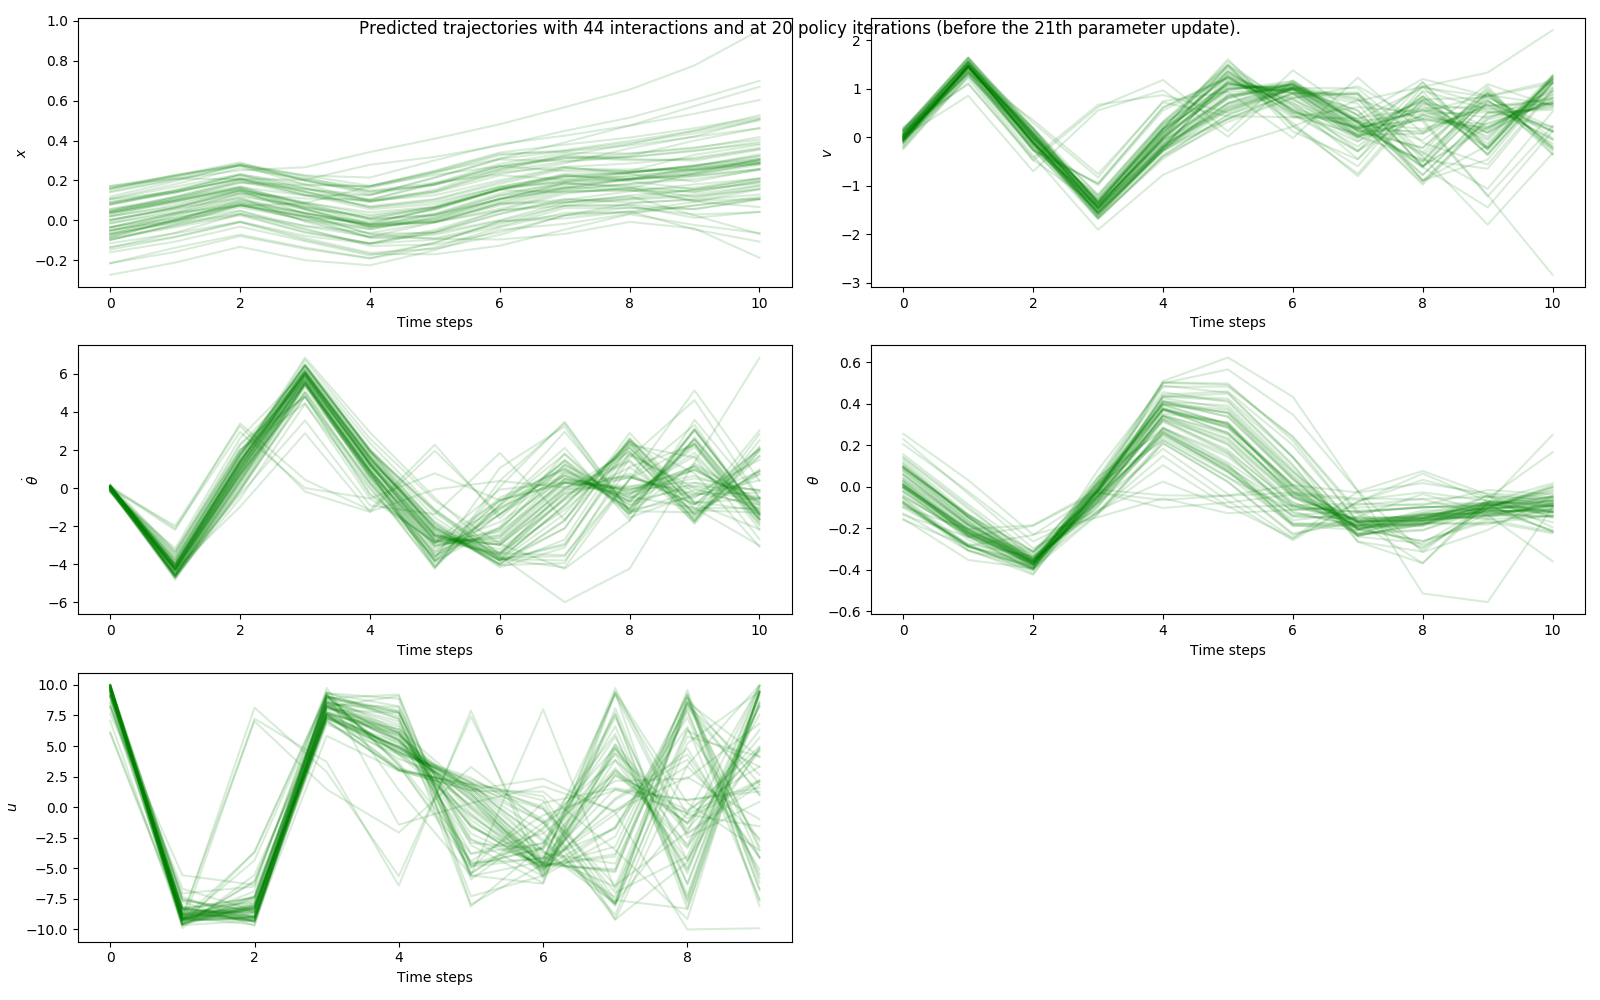 Predicted trajectories with 44 interactions and at 20 policy iterations (before the 21th parameter update).
1.0
0.8
0.6
0.4
0.2
0.0
−0.2
x
0 2 4 6 8 10
Time steps
2
1
0
−1
−2
−3
v
0 2 4 6 8 10
Time steps
6
4
2
0
−2
−4
−6
θ̇
0 2 4 6 8 10
Time steps
0.6
0.4
0.2
0.0
−0.2
−0.4
−0.6
θ
0 2 4 6 8 10
Time steps
10.0
7.5
5.0
2.5
0.0
−2.5
−5.0
−7.5
−10.0
u
0 2 4 6 8
Time steps